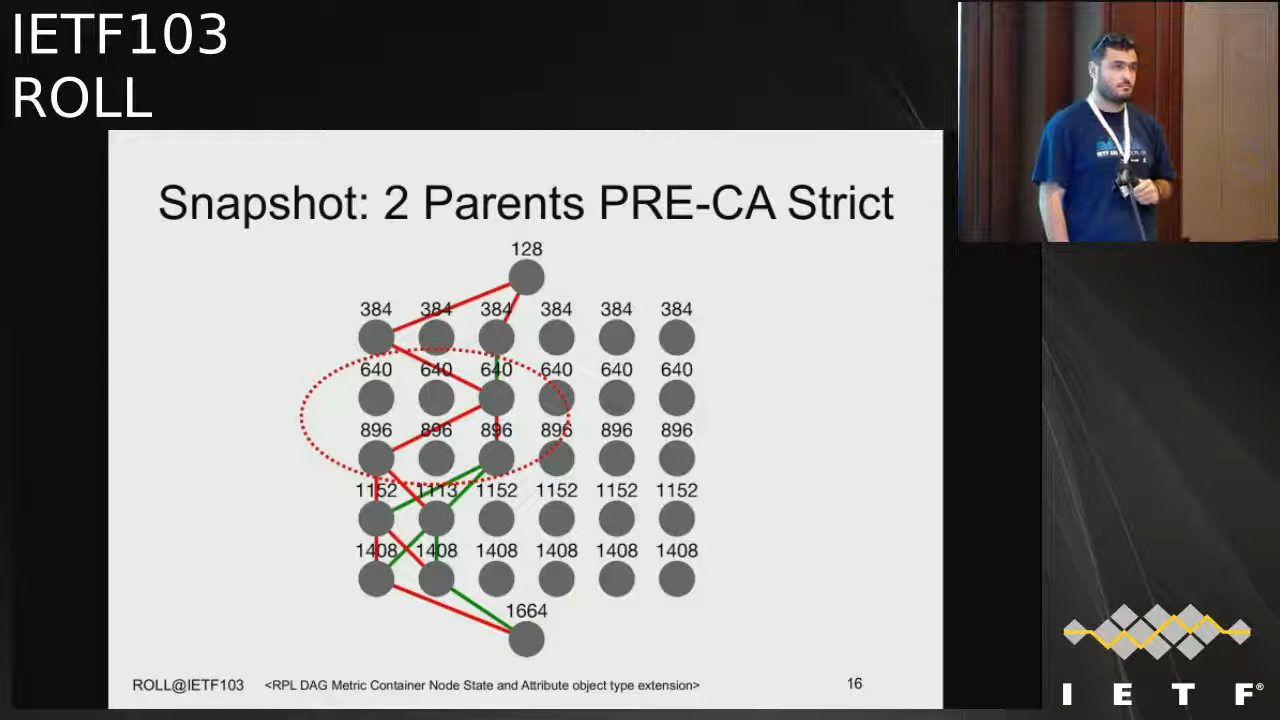 IETF103
ROLL
Snapshot: 2 Parents PRE-CA Strict
128
384 384 384 384 384 384
640 640 640 640 640 640
896 896 896 896 896 896
1152 1113 1152 1152 1152 1152
1408 1408 1408 1408 1408 1408
1664
ROLL@IETF103 <RPL DAG Metric Container Node State and Attribute object type extension> 16
I E T F®